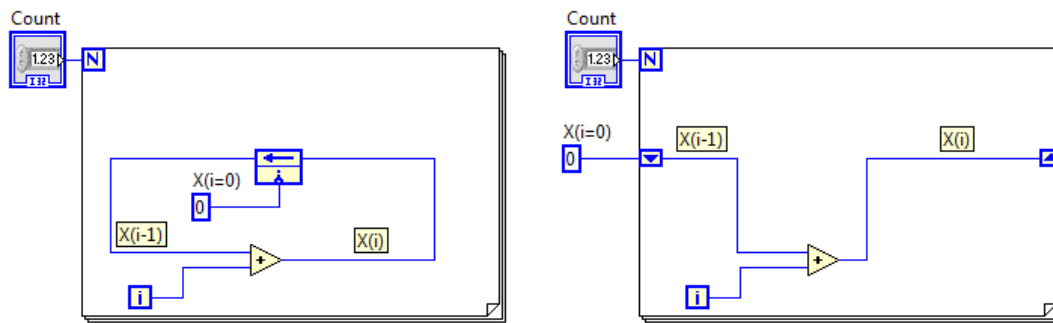 Count
1.23
I32
N
X(i=0)
0
i
X(i-1)
X(i)
+
i
Count
1.23
I32
N
X(i=0)
0
X(i-1)
X(i)
+
i